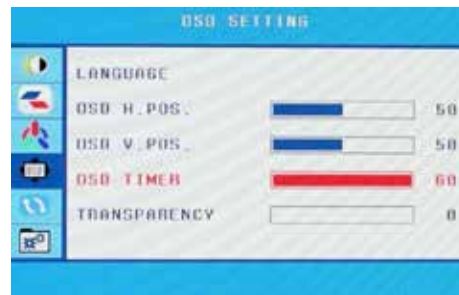 OSD SETTING
LANGUAGE
OSD H.POS. 50
OSD V.POS. 50
OSD TIMER 60
TRANSPARENCY 0